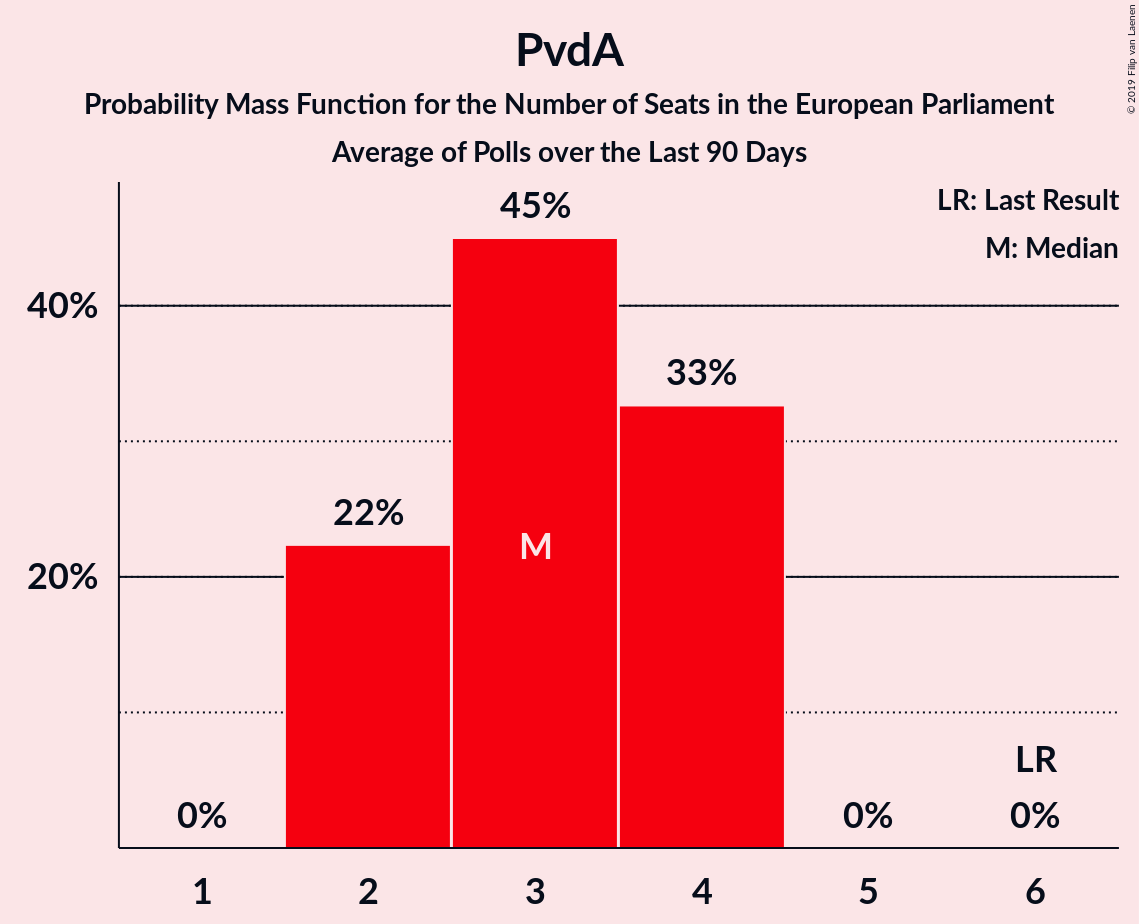 PvdA
Probability Mass Function for the Number of Seats in the European Parliament
Average of Polls over the Last 90 Days
© 2019 Filip van Laenen
LR: Last Result
M: Median
45%
40%
33%
22%
M
20%
LR
0%
0%
0%
1
2
3
4
5
6